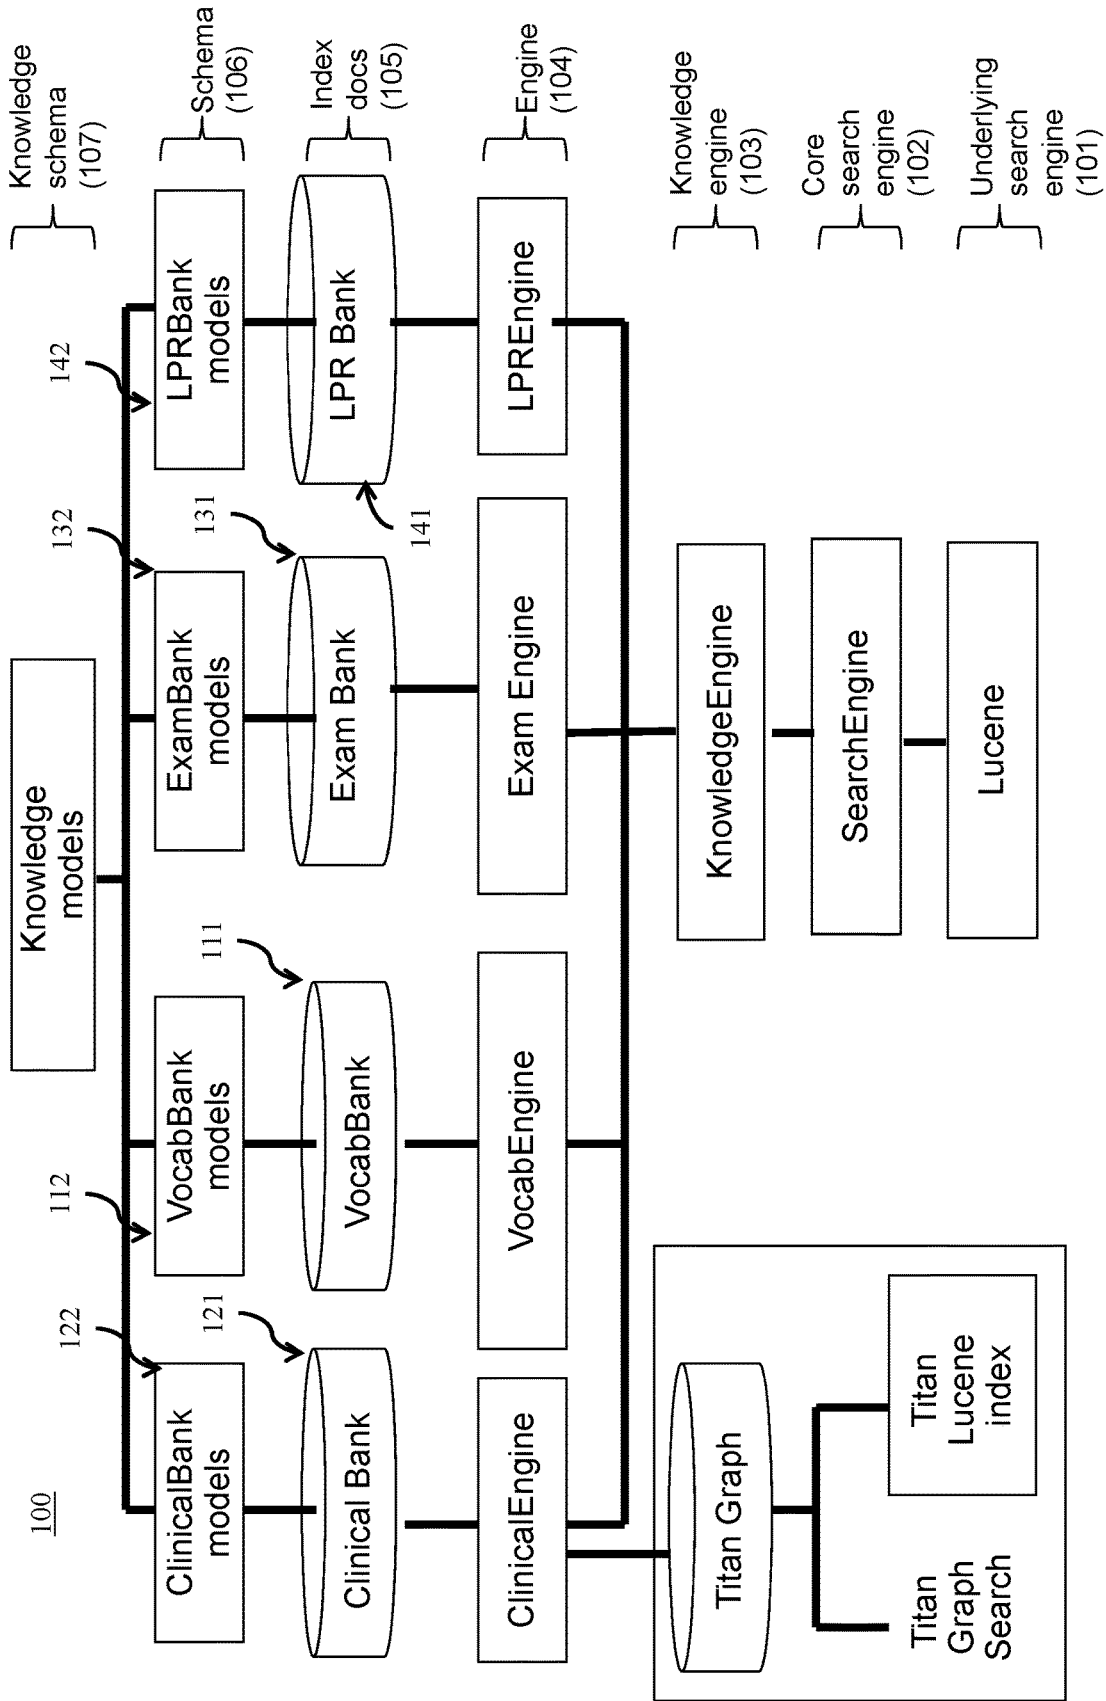 100
Knowledge
models
Knowledge
schema
(107)
122
112
132
142
ClinicalBank
models
VocabBank
models
ExamBank
models
LPRBank
models
Schema
(106)
121
111
131
141
Clinical Bank
VocabBank
Exam Bank
LPR Bank
Index
docs
(105)
ClinicalEngine
VocabEngine
Exam Engine
LPREngine
Engine
(104)
Titan Graph
Titan
Graph
Search
Titan
Lucene
index
KnowledgeEngine
Knowledge
engine
(103)
SearchEngine
Core
search
engine
(102)
Lucene
Underlying
search
engine
(101)